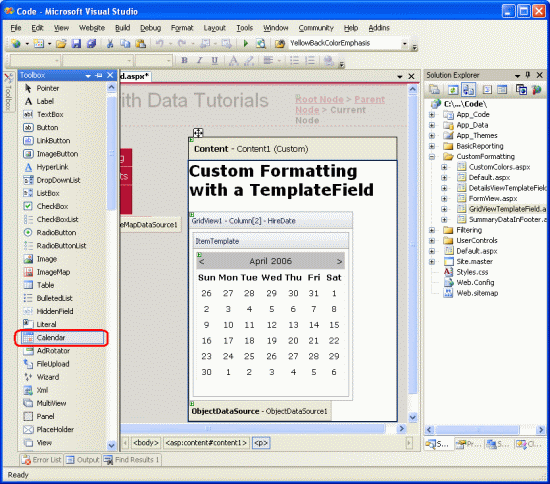 Code - Microsoft Visual Studio
File Edit View Website Build Debug Format Layout Tools Window Community Help Addins
YellowBackColorEmphasis
Toolbox
Toolbox
Pointer
Label
TextBox
Button
LinkButton
ImageButton
HyperLink
DropDownList
ListBox
CheckBox
CheckBoxList
RadioButton
RadioButtonList
Image
ImageMap
Table
BulletedList
HiddenField
Literal
Calendar
AdRotator
FileUpload
Wizard
Xml
MultiView
Panel
PlaceHolder
View
d.aspx*
ith Data Tutorials
Root Node > Parent
Node > Current
Node
eMapDataSource1
Content - Content1 (Custom)
Custom Formatting
with a TemplateField
GridView1 - Column[2] - HireDate
ItemTemplate
< April 2006 >
Sun Mon Tue Wed Thu Fri Sat
26 27 28 29 30 31 1
2 3 4 5 6 7 8
9 10 11 12 13 14 15
16 17 18 19 20 21 22
23 24 25 26 27 28 29
30 1 2 3 4 5 6
ObjectDataSource - ObjectDataSource1
<body> <asp:content#content1> <p>
Solution Explorer
C:\...\Code\
App_Code
App_Data
App_Themes
BasicReporting
CustomFormatting
CustomColors.aspx
Default.aspx
DetailsViewTemplateField
FormView.aspx
GridViewTemplateField.a
SummaryDataInFooter.a
Filtering
UserControls
Default.aspx
Site.master
Styles.css
Web.Config
Web.sitemap
S... Pr... S... Cl...
Error List Output Find Results 1
Ready